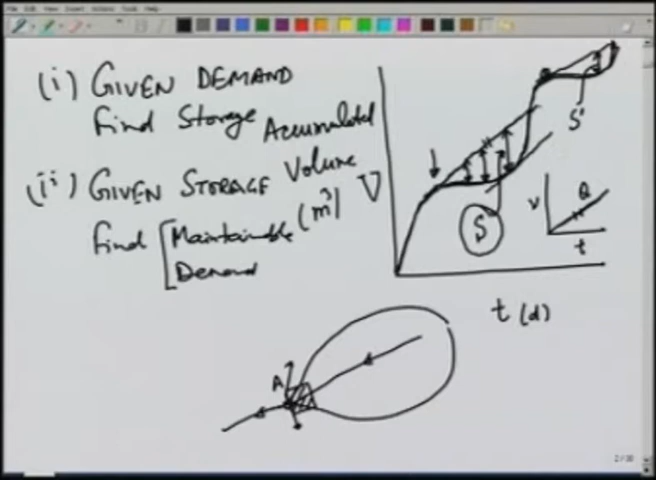 (i) GIVEN DEMAND
find Storage
(ii) GIVEN STORAGE
find [Maintainable
Demand
Accumulated
Volume
(m³) V
S
S'
V
Q
t
t (d)
A